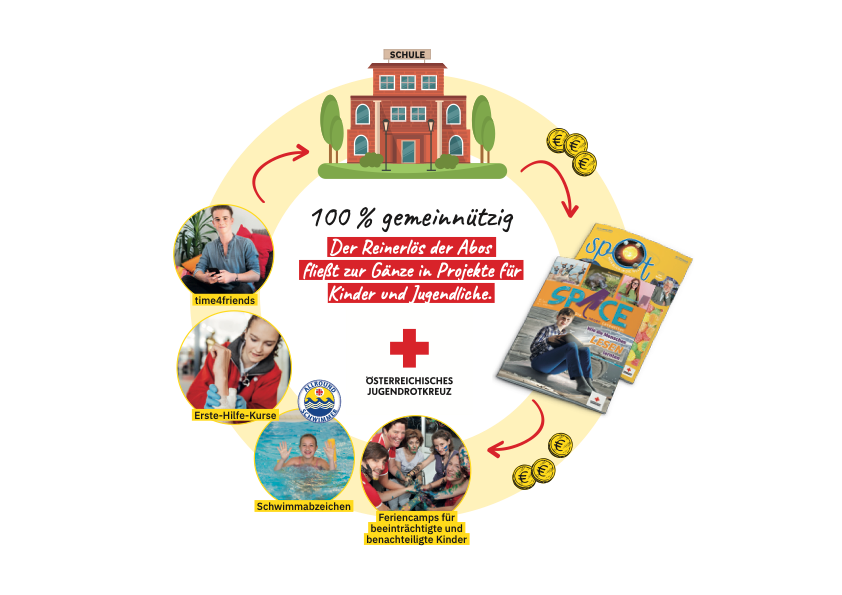 SCHULE
100 % gemeinnützig
Der Reinerlös der Abos
fließt zur Gänze in Projekte für
Kinder und Jugendliche.
ÖSTERREICHISCHES
JUGENDROTKREUZ
spot
SPACE
LESEN
time4friends
Erste-Hilfe-Kurse
ALLROUND
SCHWIMMER
Schwimmabzeichen
Feriencamps für
beeinträchtigte und
benachteiligte Kinder